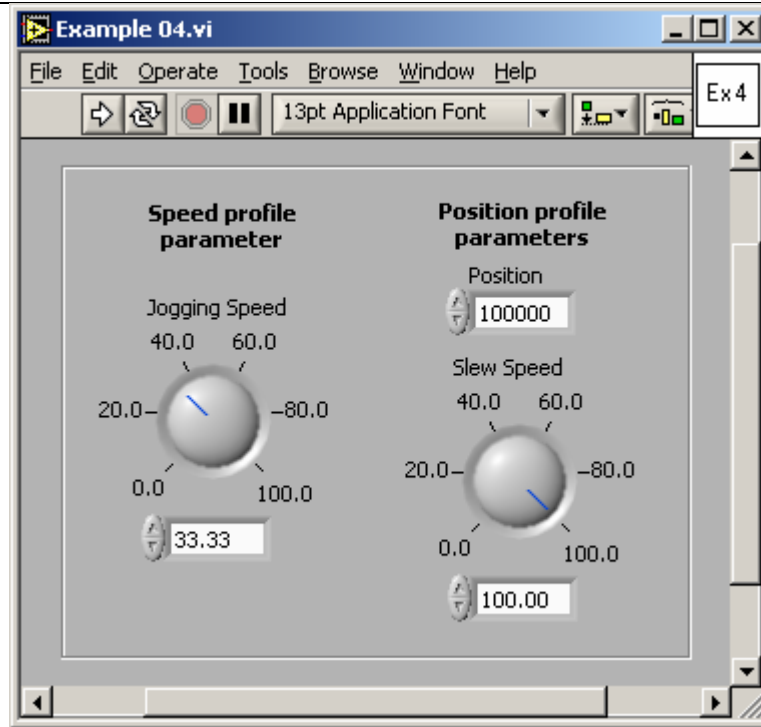 Example 04.vi
File Edit Operate Tools Browse Window Help
Ex 4
13pt Application Font
Speed profile
parameter
Jogging Speed
40.0 60.0
20.0 80.0
0.0 100.0
33.33
Position profile
parameters
Position
100000
Slew Speed
40.0 60.0
20.0 80.0
0.0 100.0
100.00